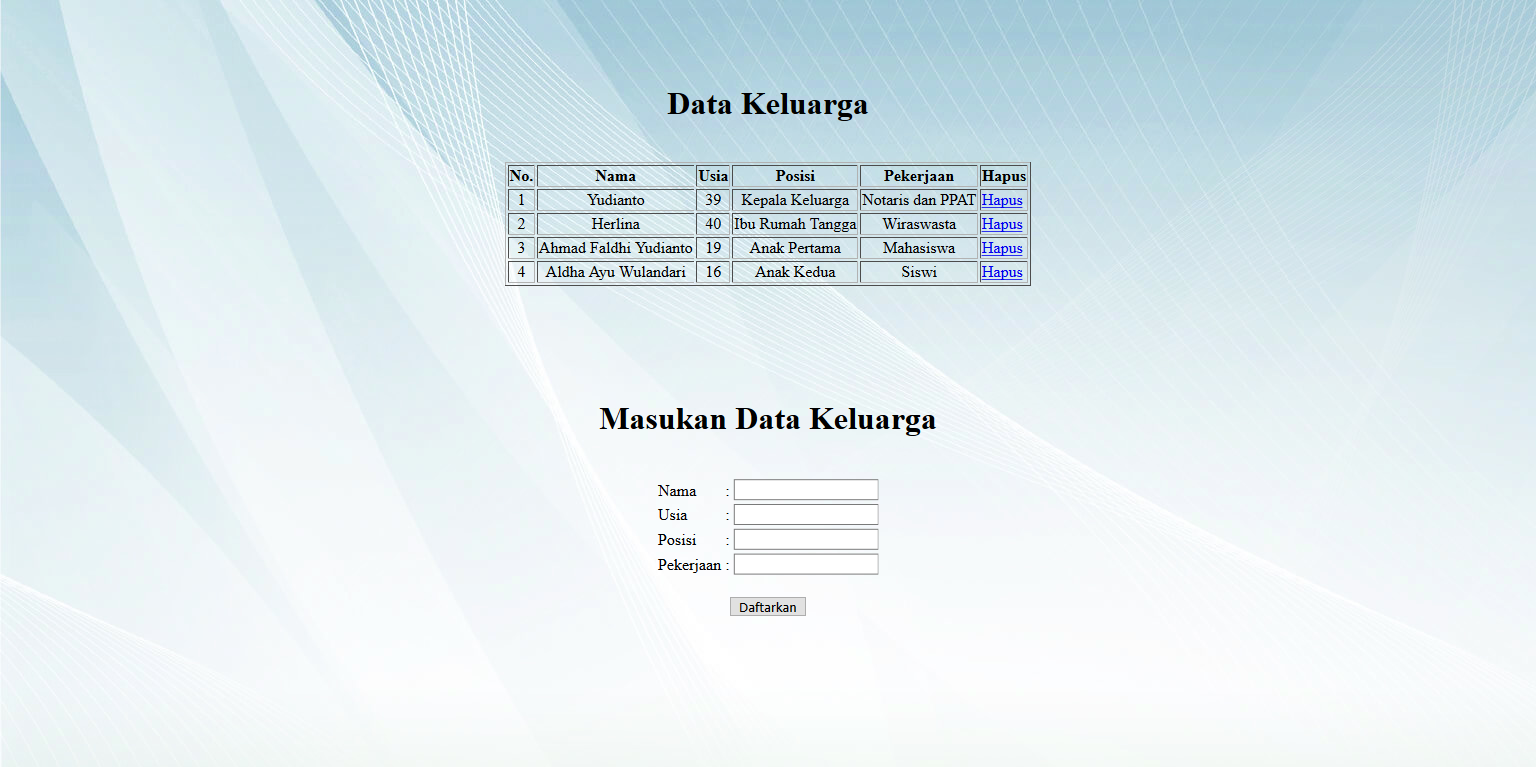 Data Keluarga
No. Nama Usia Posisi Pekerjaan Hapus
1 Yudianto 39 Kepala Keluarga Notaris dan PPAT Hapus
2 Herlina 40 Ibu Rumah Tangga Wiraswasta Hapus
3 Ahmad Faldhi Yudianto 19 Anak Pertama Mahasiswa Hapus
4 Aldha Ayu Wulandari 16 Anak Kedua Siswi Hapus
Masukan Data Keluarga
Nama :
Usia :
Posisi :
Pekerjaan :
Daftarkan